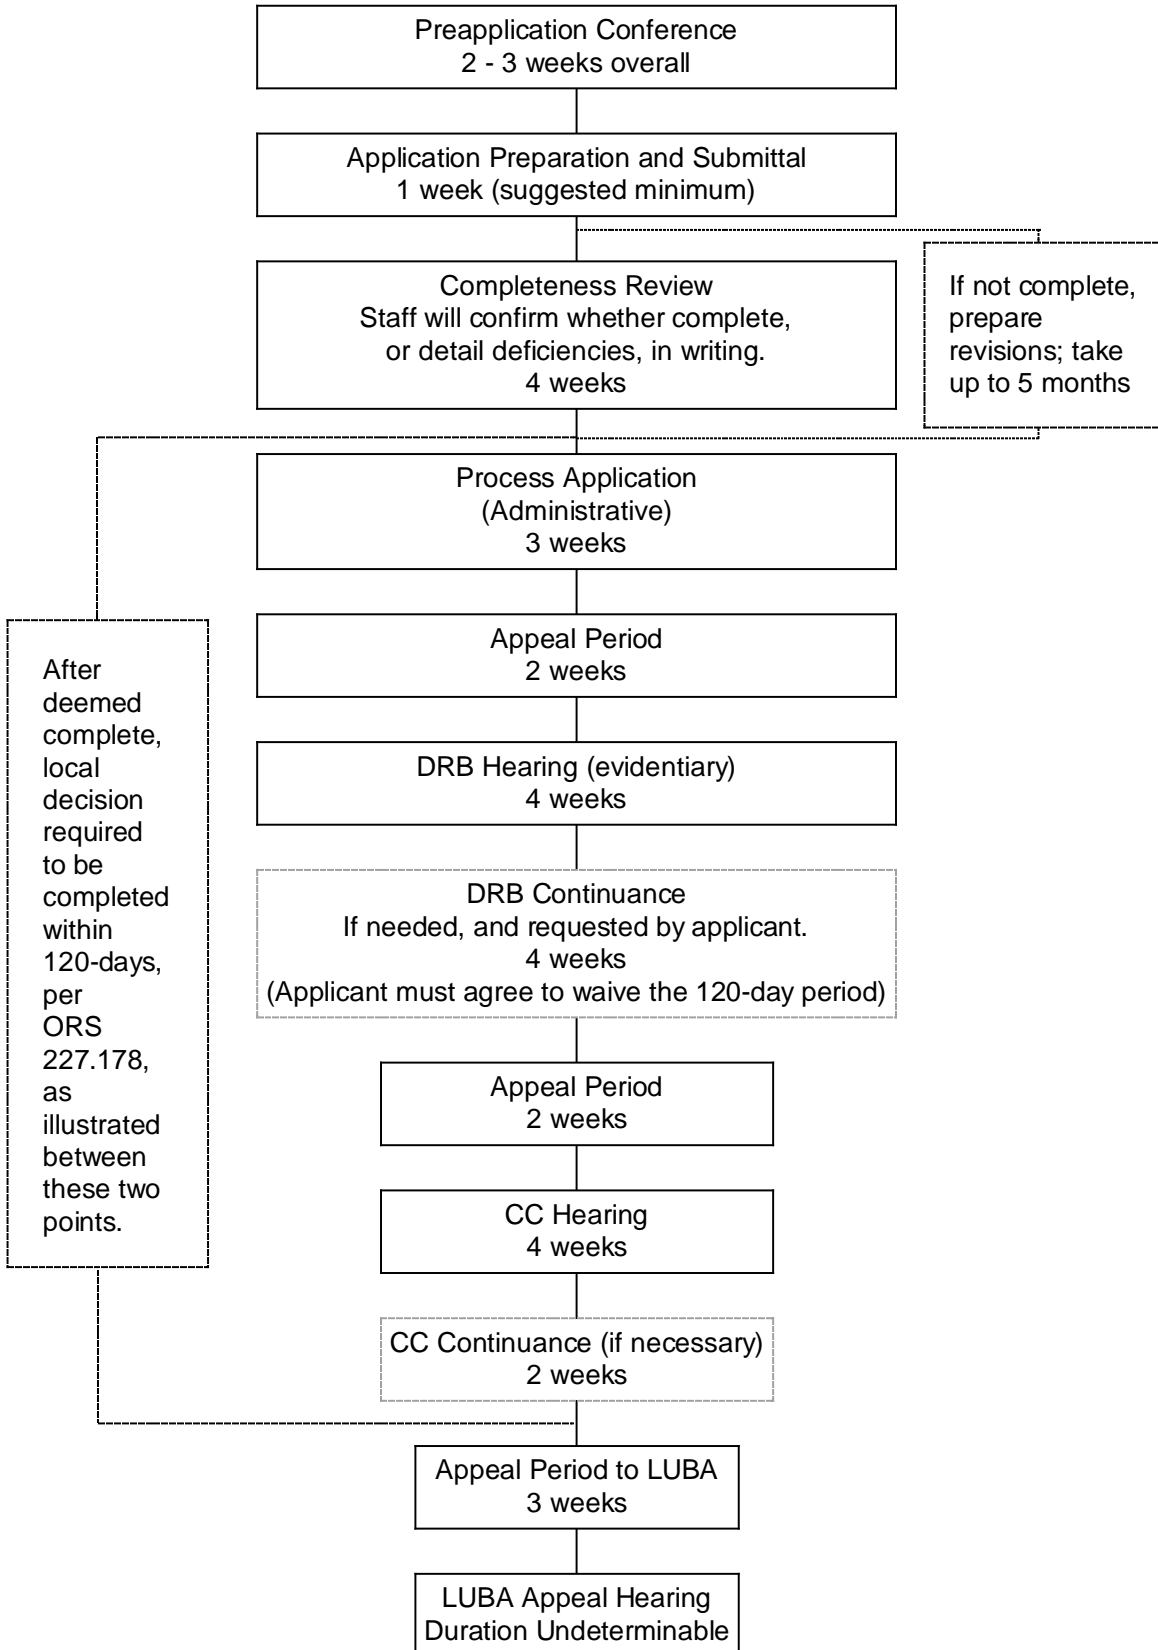 Preapplication Conference
2 - 3 weeks overall
Application Preparation and Submittal
1 week (suggested minimum)
Completeness Review
Staff will confirm whether complete,
or detail deficiencies, in writing.
4 weeks
If not complete,
prepare
revisions; take
up to 5 months
Process Application
(Administrative)
3 weeks
Appeal Period
2 weeks
After
deemed
complete,
local
decision
required
to be
completed
within
120-days,
per
ORS
227.178,
as
illustrated
between
these two
points.
DRB Hearing (evidentiary)
4 weeks
DRB Continuance
If needed, and requested by applicant.
4 weeks
(Applicant must agree to waive the 120-day period)
Appeal Period
2 weeks
CC Hearing
4 weeks
CC Continuance (if necessary)
2 weeks
Appeal Period to LUBA
3 weeks
LUBA Appeal Hearing
Duration Undeterminable